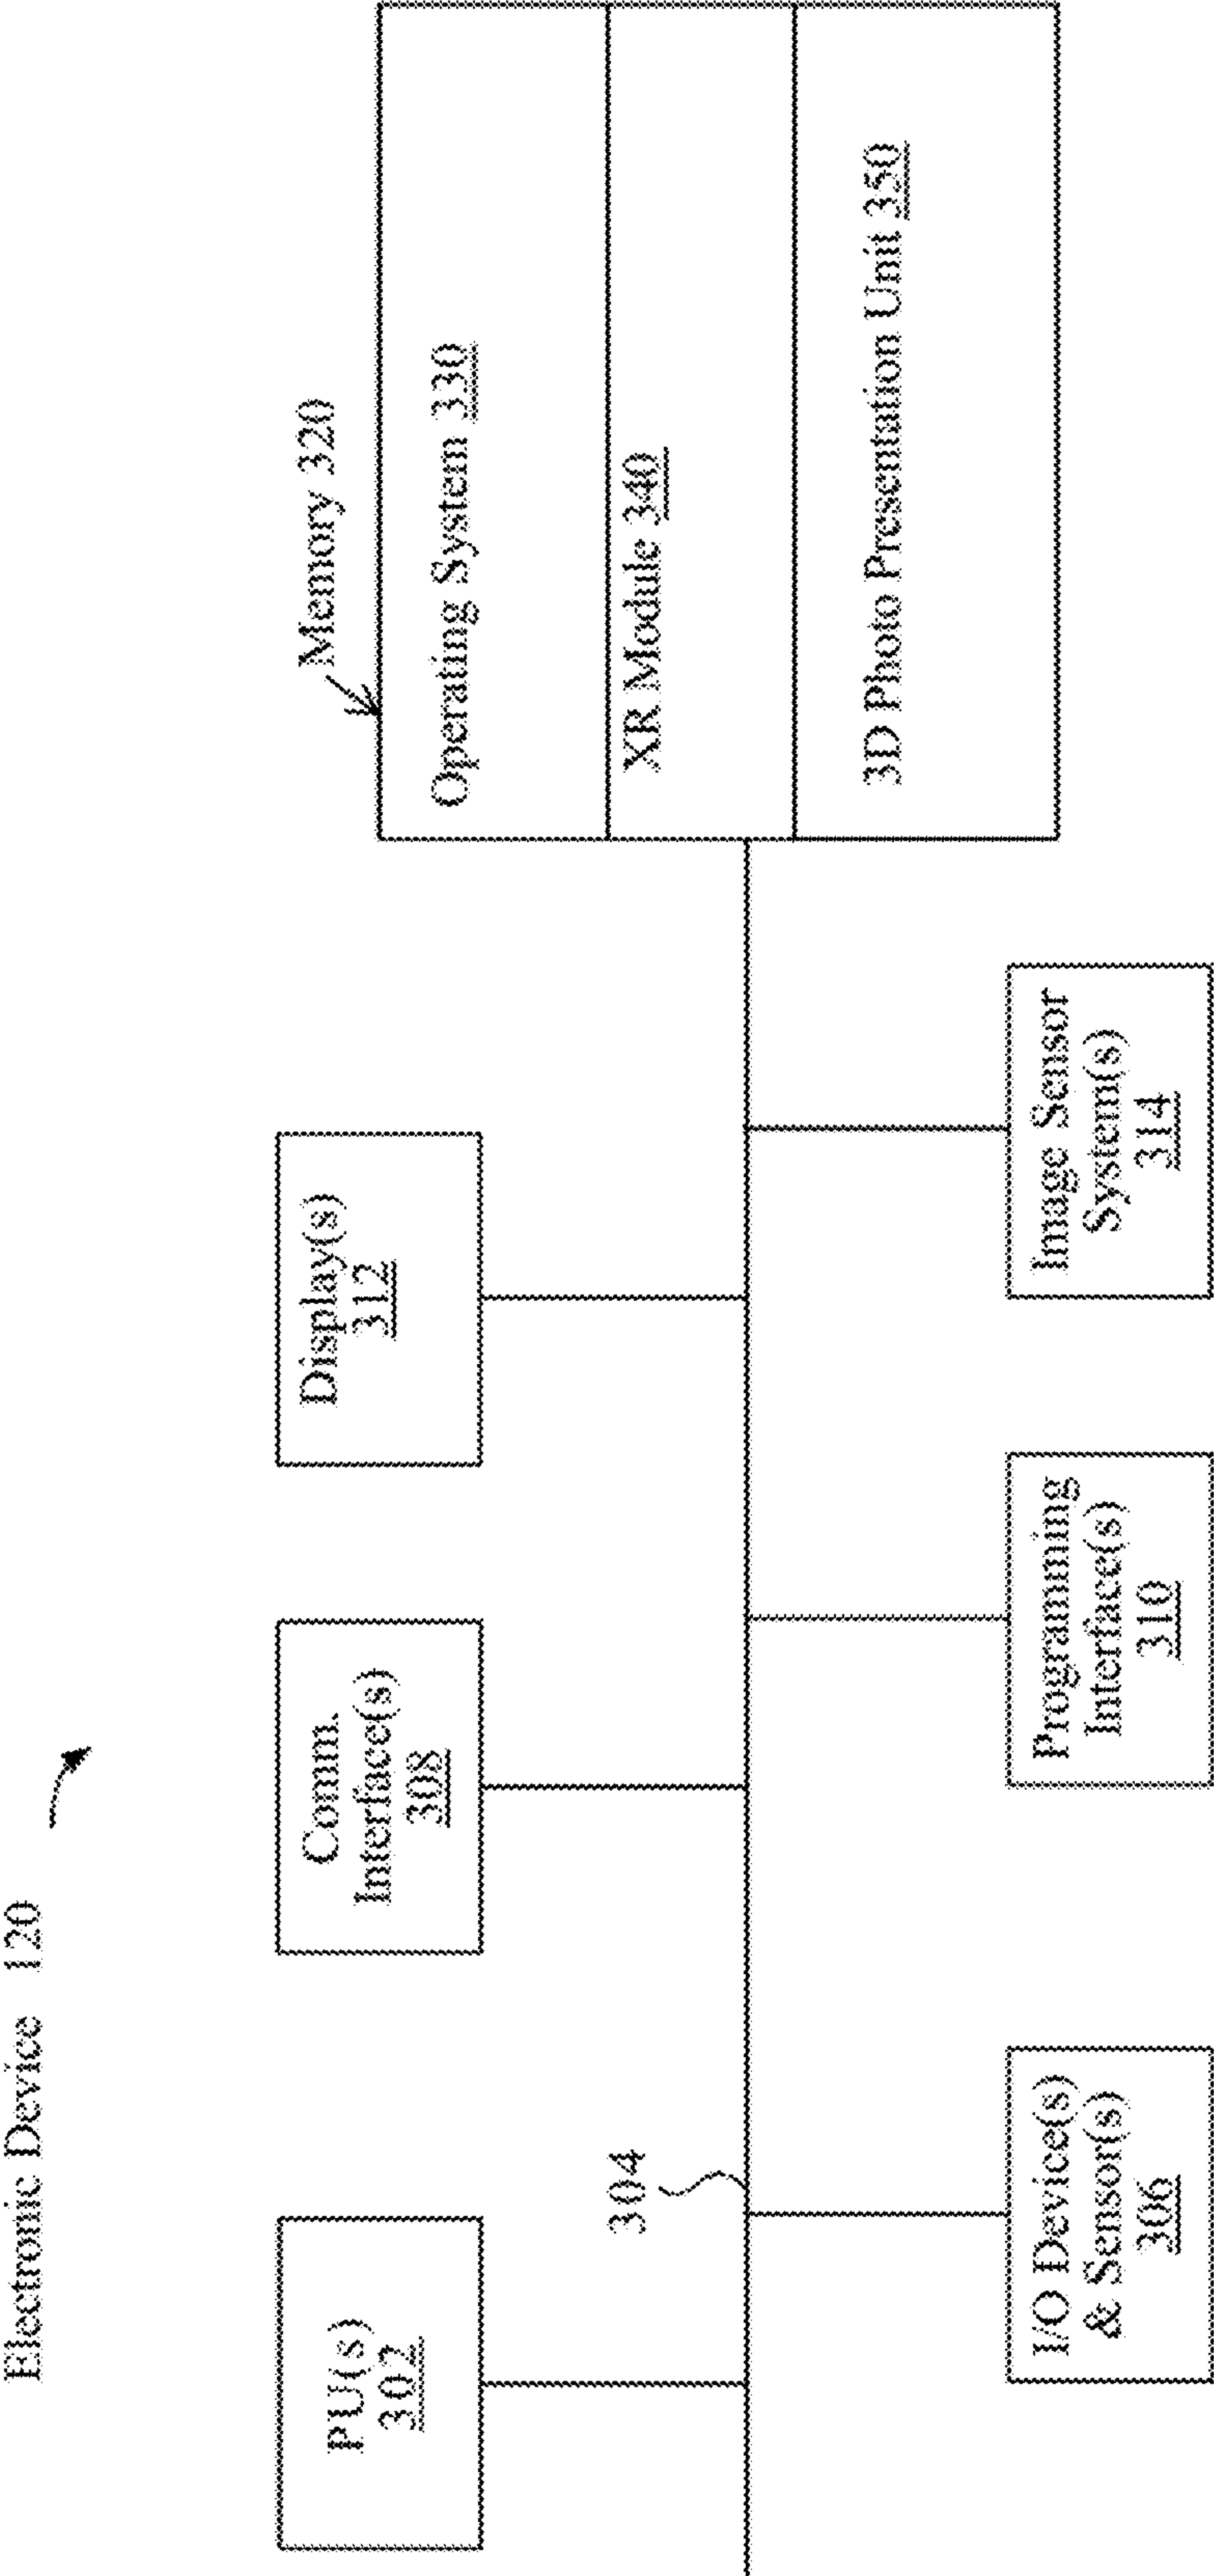 Electronic Device 120
PU(s)
302
Comm.
Interface(s)
308
Display(s)
312
Memory 320
Operating System 330
XR Module 340
3D Photo Presentation Unit 350
304
I/O Device(s)
& Sensor(s)
306
Programming
Interface(s)
310
Image Sensor
System(s)
314